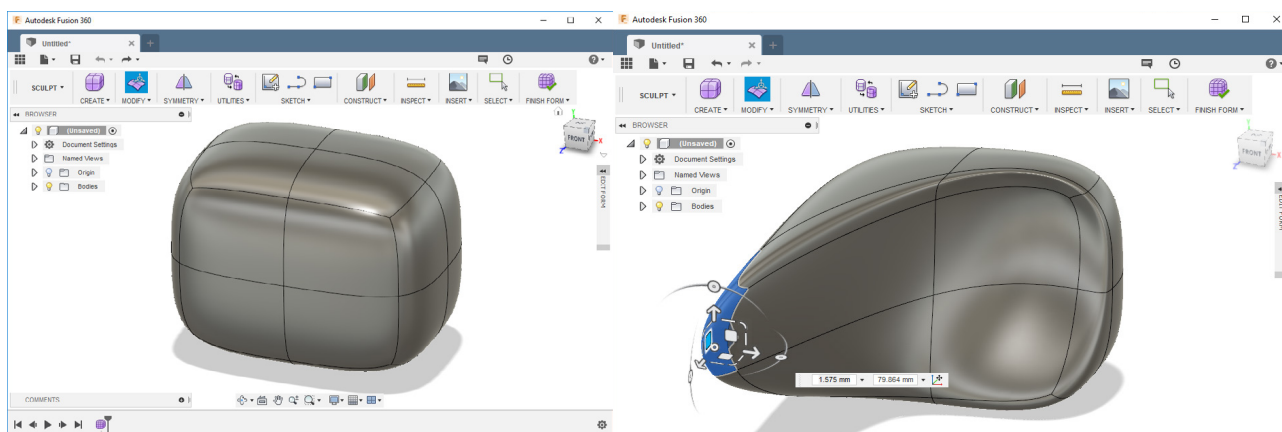 Autodesk Fusion 360
Untitled*
SCULPT
CREATE MODIFY SYMMETRY UTILITIES SKETCH CONSTRUCT INSPECT INSERT SELECT FINISH FORM
BROWSER
(Unsaved)
Document Settings
Named Views
Origin
Bodies
FRONT
X
Z
EDIT FORM
COMMENTS
Autodesk Fusion 360
Untitled*
SCULPT
CREATE MODIFY SYMMETRY UTILITIES SKETCH CONSTRUCT INSPECT INSERT SELECT FINISH FORM
BROWSER
(Unsaved)
Document Settings
Named Views
Origin
Bodies
FRONT
X
Z
EDIT FORM
1.575 mm 79.864 mm